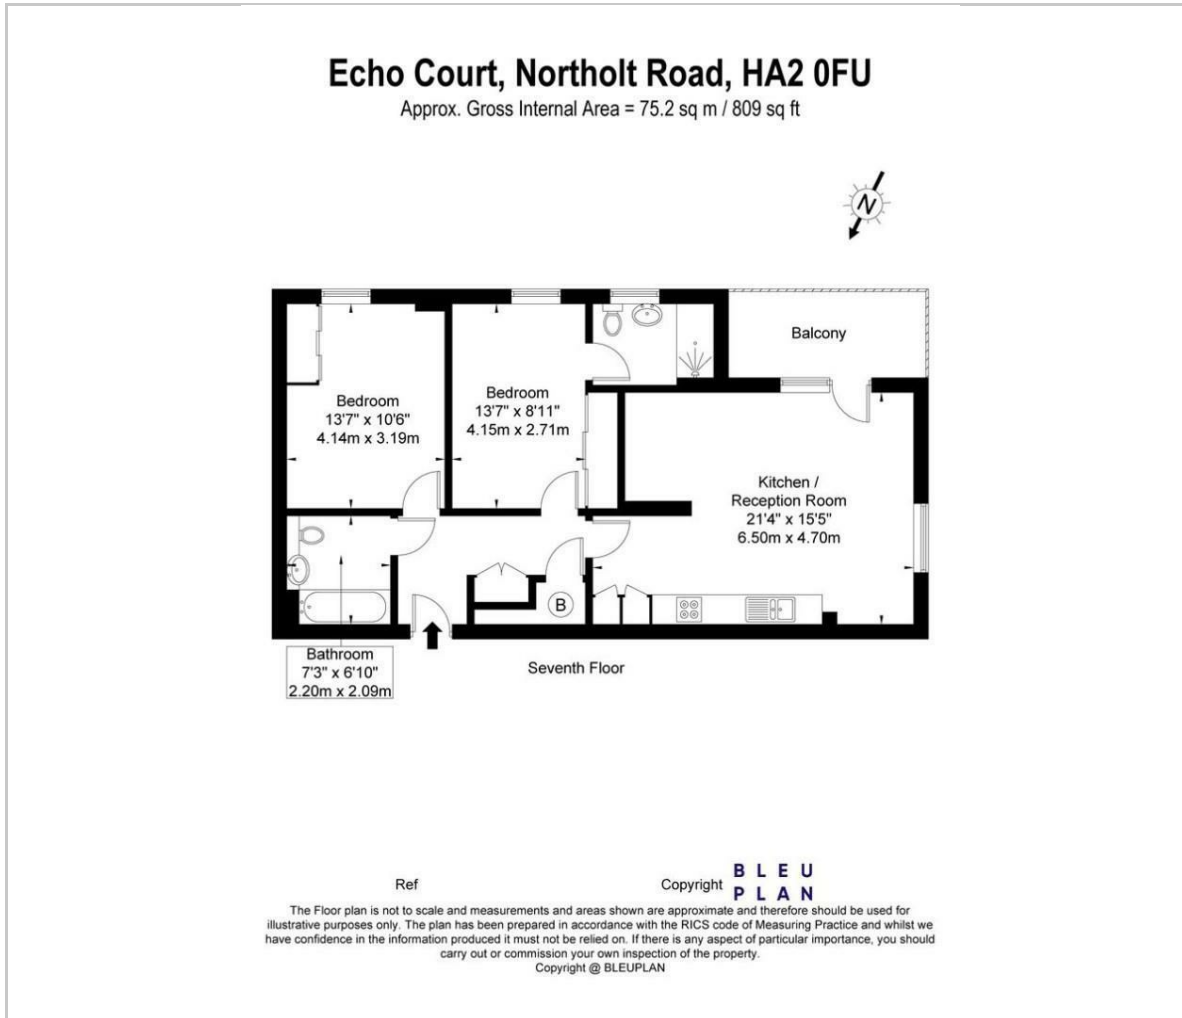 Echo Court, Northolt Road, HA2 0FU
Approx. Gross Internal Area = 75.2 sq m / 809 sq ft
N
Balcony
Bedroom
13'7" x 10'6"
4.14m x 3.19m
Bedroom
13'7" x 8'11"
4.15m x 2.71m
Kitchen /
Reception Room
21'4" x 15'5"
6.50m x 4.70m
B
Bathroom
7'3" x 6'10"
2.20m x 2.09m
Seventh Floor
Ref
Copyright
BLEU
PLAN
The Floor plan is not to scale and measurements and areas shown are approximate and therefore should be used for
illustrative purposes only. The plan has been prepared in accordance with the RICS code of Measuring Practice and whilst we
have confidence in the information produced it must not be relied on. If there is any aspect of particular importance, you should
carry out or commission your own inspection of the property.
Copyright @ BLEUPLAN